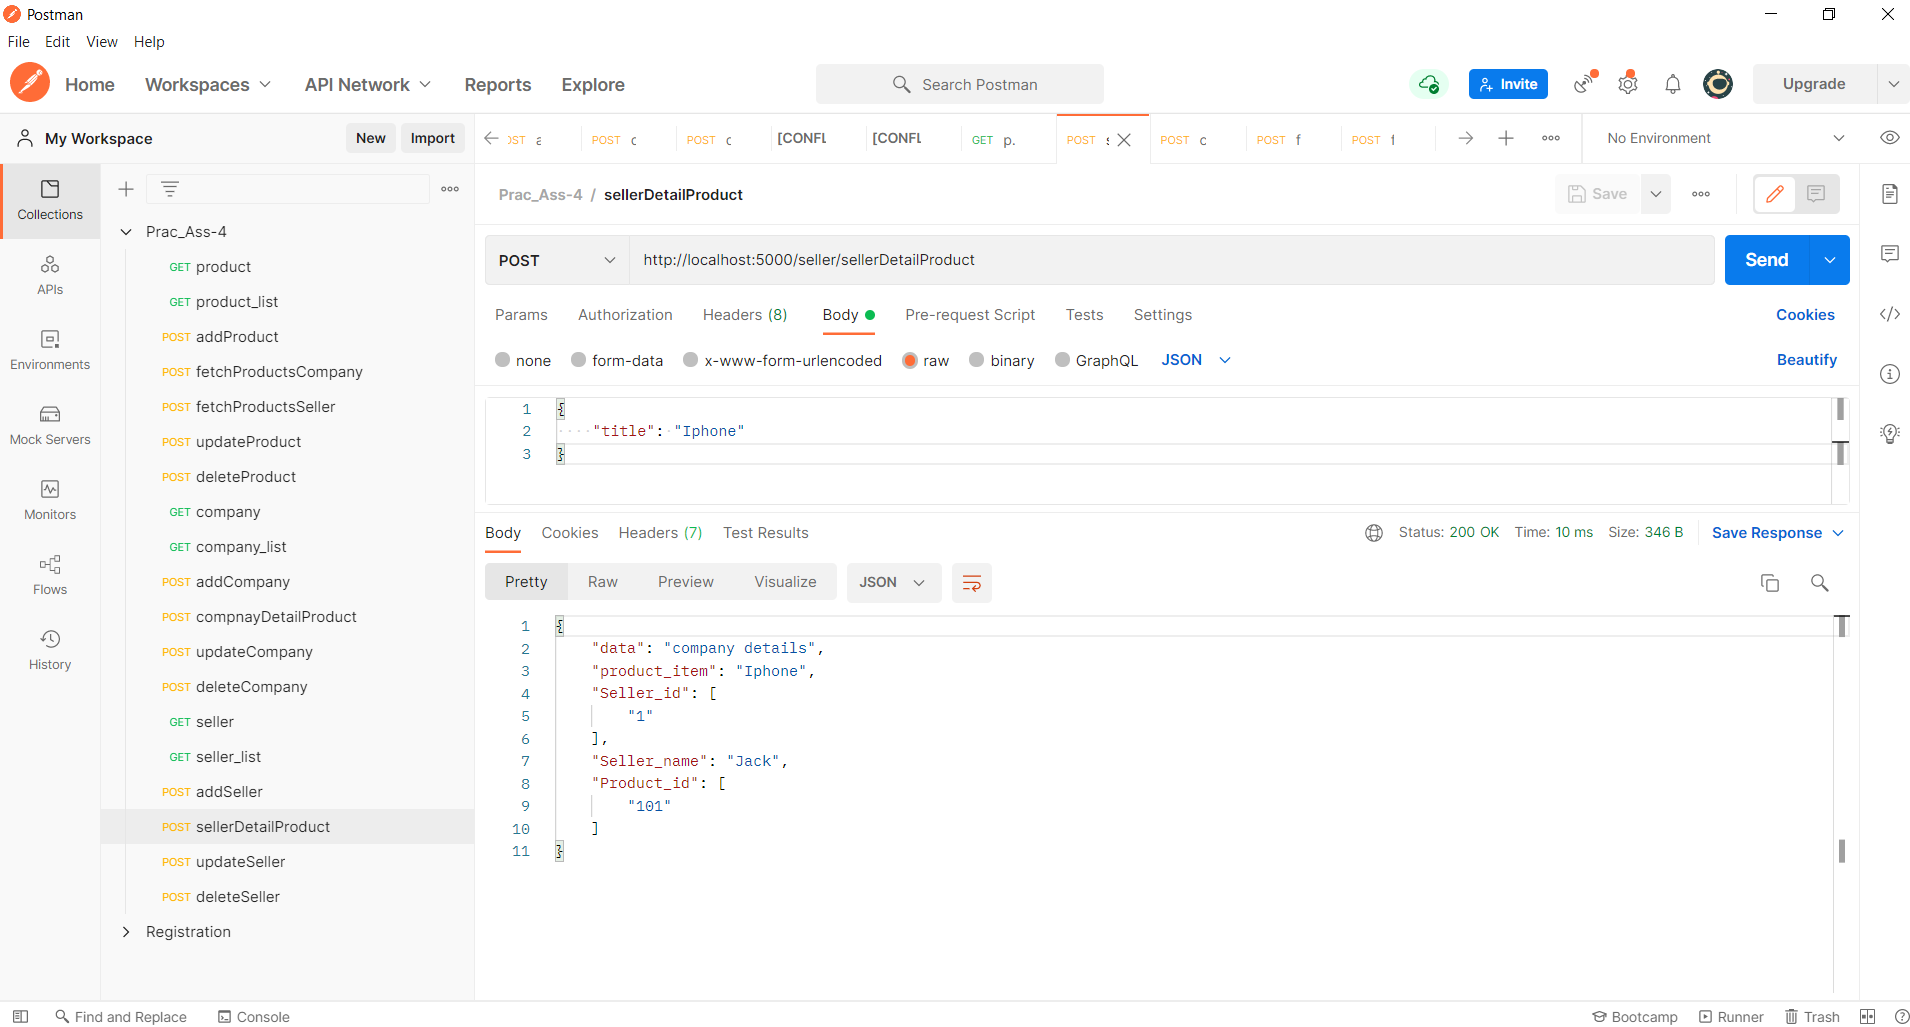 Postman
File Edit View Help
Home Workspaces API Network Reports Explore Search Postman Invite Upgrade
My Workspace New Import
POST POST [CONFL [CONFL GET p. POST POST POST f POST No Environment
Collections
APIs
Environments
Mock Servers
Monitors
Flows
History
Prac_Ass-4
GET product
GET product_list
POST addProduct
POST fetchProductsCompany
POST fetchProductsSeller
POST updateProduct
POST deleteProduct
GET company
GET company_list
POST addCompany
POST compnayDetailProduct
POST updateCompany
POST deleteCompany
GET seller
GET seller_list
POST addSeller
POST sellerDetailProduct
POST updateSeller
POST deleteSeller
Registration
Prac_Ass-4 / sellerDetailProduct Save
POST http://localhost:5000/seller/sellerDetailProduct Send
Params Authorization Headers (8) Body Pre-request Script Tests Settings Cookies
none form-data x-www-form-urlencoded raw binary GraphQL JSON Beautify
1 {
2 "title": "Iphone"
3 }
Body Cookies Headers (7) Test Results Status: 200 OK Time: 10 ms Size: 346 B Save Response
Pretty Raw Preview Visualize JSON
1 {
2 "data": "company details",
3 "product_item": "Iphone",
4 "Seller_id": [
5 "1"
6 ],
7 "Seller_name": "Jack",
8 "Product_id": [
9 "101"
10 ]
11 }
Find and Replace Console Bootcamp Runner Trash